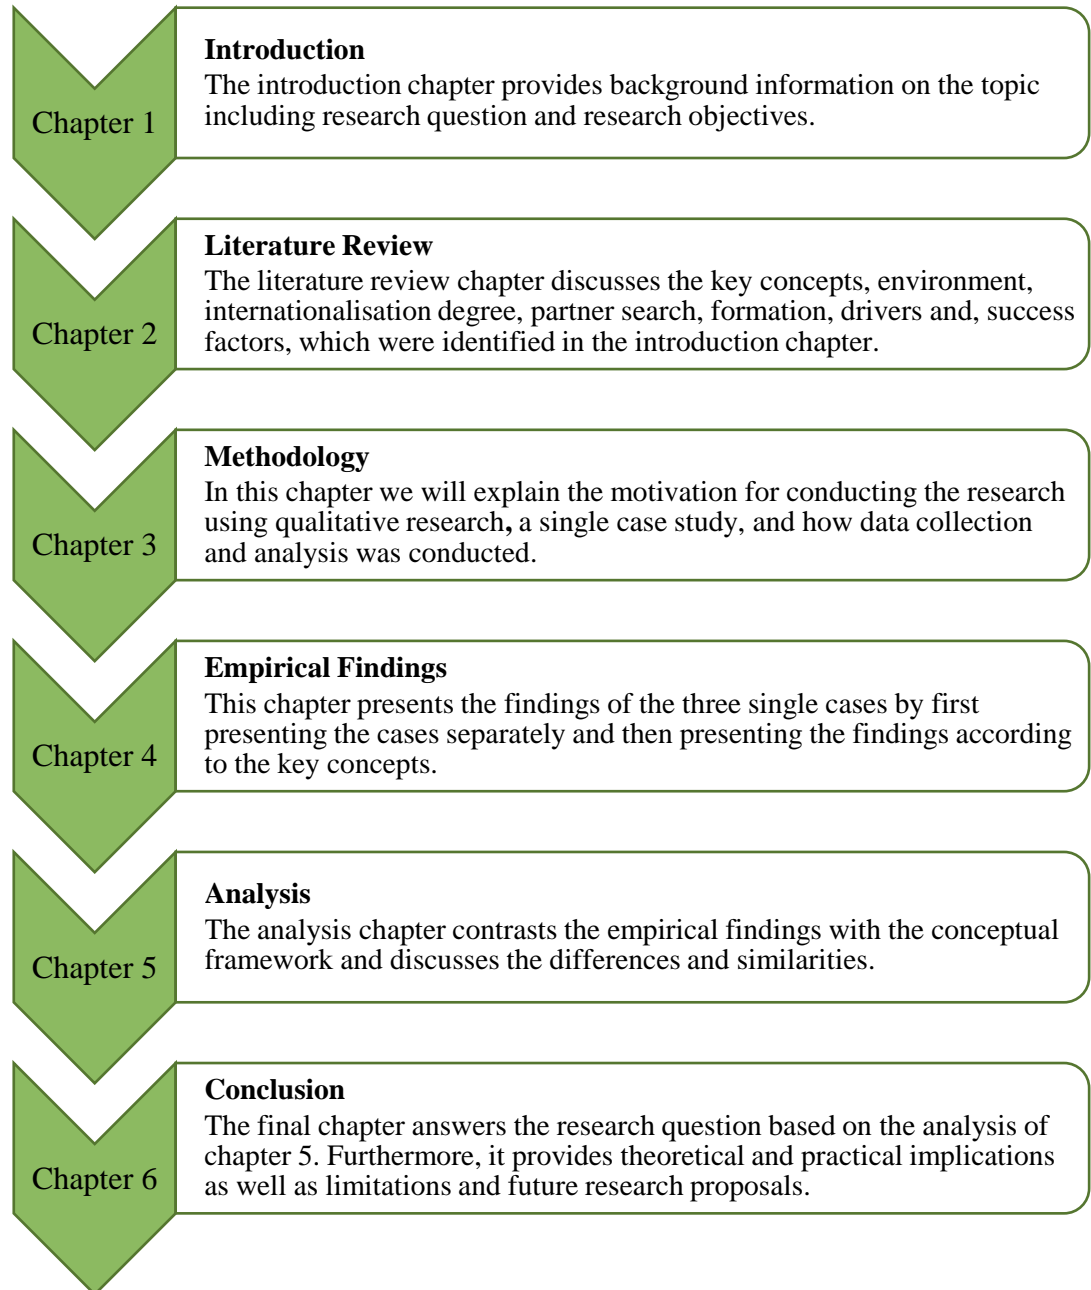 Chapter 1
Introduction
The introduction chapter provides background information on the topic
including research question and research objectives.
Chapter 2
Literature Review
The literature review chapter discusses the key concepts, environment,
internationalisation degree, partner search, formation, drivers and, success
factors, which were identified in the introduction chapter.
Chapter 3
Methodology
In this chapter we will explain the motivation for conducting the research
using qualitative research, a single case study, and how data collection
and analysis was conducted.
Chapter 4
Empirical Findings
This chapter presents the findings of the three single cases by first
presenting the cases separately and then presenting the findings according
to the key concepts.
Chapter 5
Analysis
The analysis chapter contrasts the empirical findings with the conceptual
framework and discusses the differences and similarities.
Chapter 6
Conclusion
The final chapter answers the research question based on the analysis of
chapter 5. Furthermore, it provides theoretical and practical implications
as well as limitations and future research proposals.